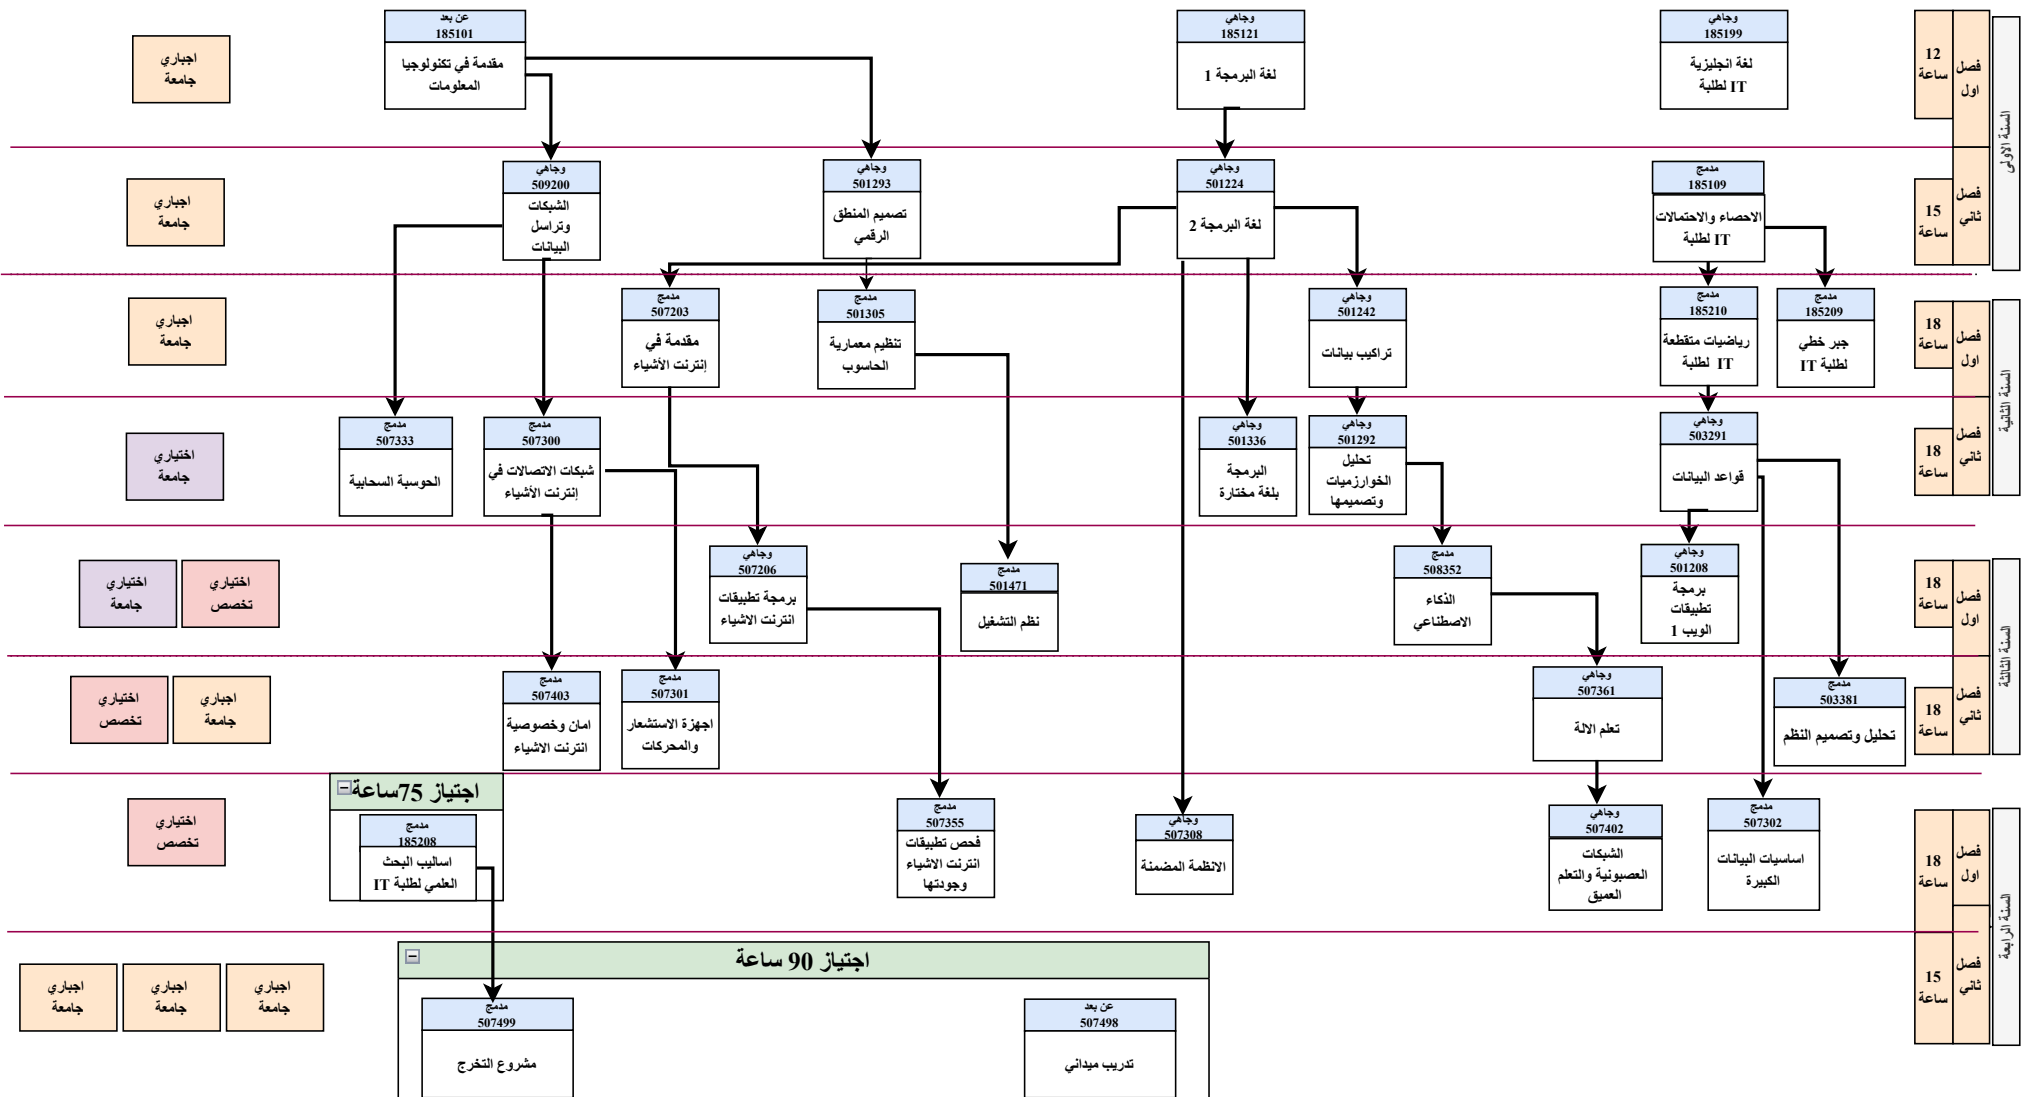 وجاهي
185199
لغة انجليزية
لطلبة IT
وجاهي
185121
لغة البرمجة 1
عن بعد
185101
مقدمة في تكنولوجيا
المعلومات
اجباري
جامعة
12
ساعة
فصل
اول
السنة الاولى
مدمج
185109
الاحصاء والاحتمالات
لطلبة IT
وجاهي
501224
لغة البرمجة 2
وجاهي
501293
تصميم المنطق
الرقمي
وجاهي
509200
الشبكات
وتراسل
البيانات
اجباري
جامعة
15
ساعة
فصل
ثاني
مدمج
185209
جبر خطي
لطلبة IT
مدمج
185210
رياضيات متقطعة
لطلبة IT
وجاهي
501242
تراكيب بيانات
مدمج
501305
تنظيم معمارية
الحاسوب
مدمج
507203
مقدمة في
إنترنت الأشياء
اجباري
جامعة
18
ساعة
فصل
اول
السنة الثانية
وجاهي
503291
قواعد البيانات
وجاهي
501292
تحليل
الخوارزميات
وتصميمها
وجاهي
501336
البرمجة
بلغة مختارة
مدمج
507300
شبكات الاتصالات في
إنترنت الأشياء
مدمج
507333
الحوسبة السحابية
اختياري
جامعة
18
ساعة
فصل
ثاني
وجاهي
501208
برمجة
تطبيقات
الويب 1
مدمج
508352
الذكاء
الاصطناعي
مدمج
501471
نظم التشغيل
وجاهي
507206
برمجة تطبيقات
انترنت الاشياء
اختياري
تخصص
اختياري
جامعة
18
ساعة
فصل
اول
السنة الثالثة
مدمج
503381
تحليل وتصميم النظم
وجاهي
507361
تعلم الالة
مدمج
507301
اجهزة الاستشعار
والمحركات
مدمج
507403
امان وخصوصية
انترنت الاشياء
اجباري
جامعة
اختياري
تخصص
18
ساعة
فصل
ثاني
مدمج
507302
اساسيات البيانات
الكبيرة
وجاهي
507402
الشبكات
العصبونية والتعلم
العميق
وجاهي
507308
الانظمة المضمنة
مدمج
507355
فحص تطبيقات
انترنت الاشياء
وجودتها
اجتياز 75ساعة
مدمج
185208
اساليب البحث
العلمي لطلبة IT
اختياري
تخصص
18
ساعة
فصل
اول
السنة الرابعة
اجتياز 90 ساعة
عن بعد
507498
تدريب ميداني
مدمج
507499
مشروع التخرج
اجباري
جامعة
اجباري
جامعة
اجباري
جامعة
15
ساعة
فصل
ثاني